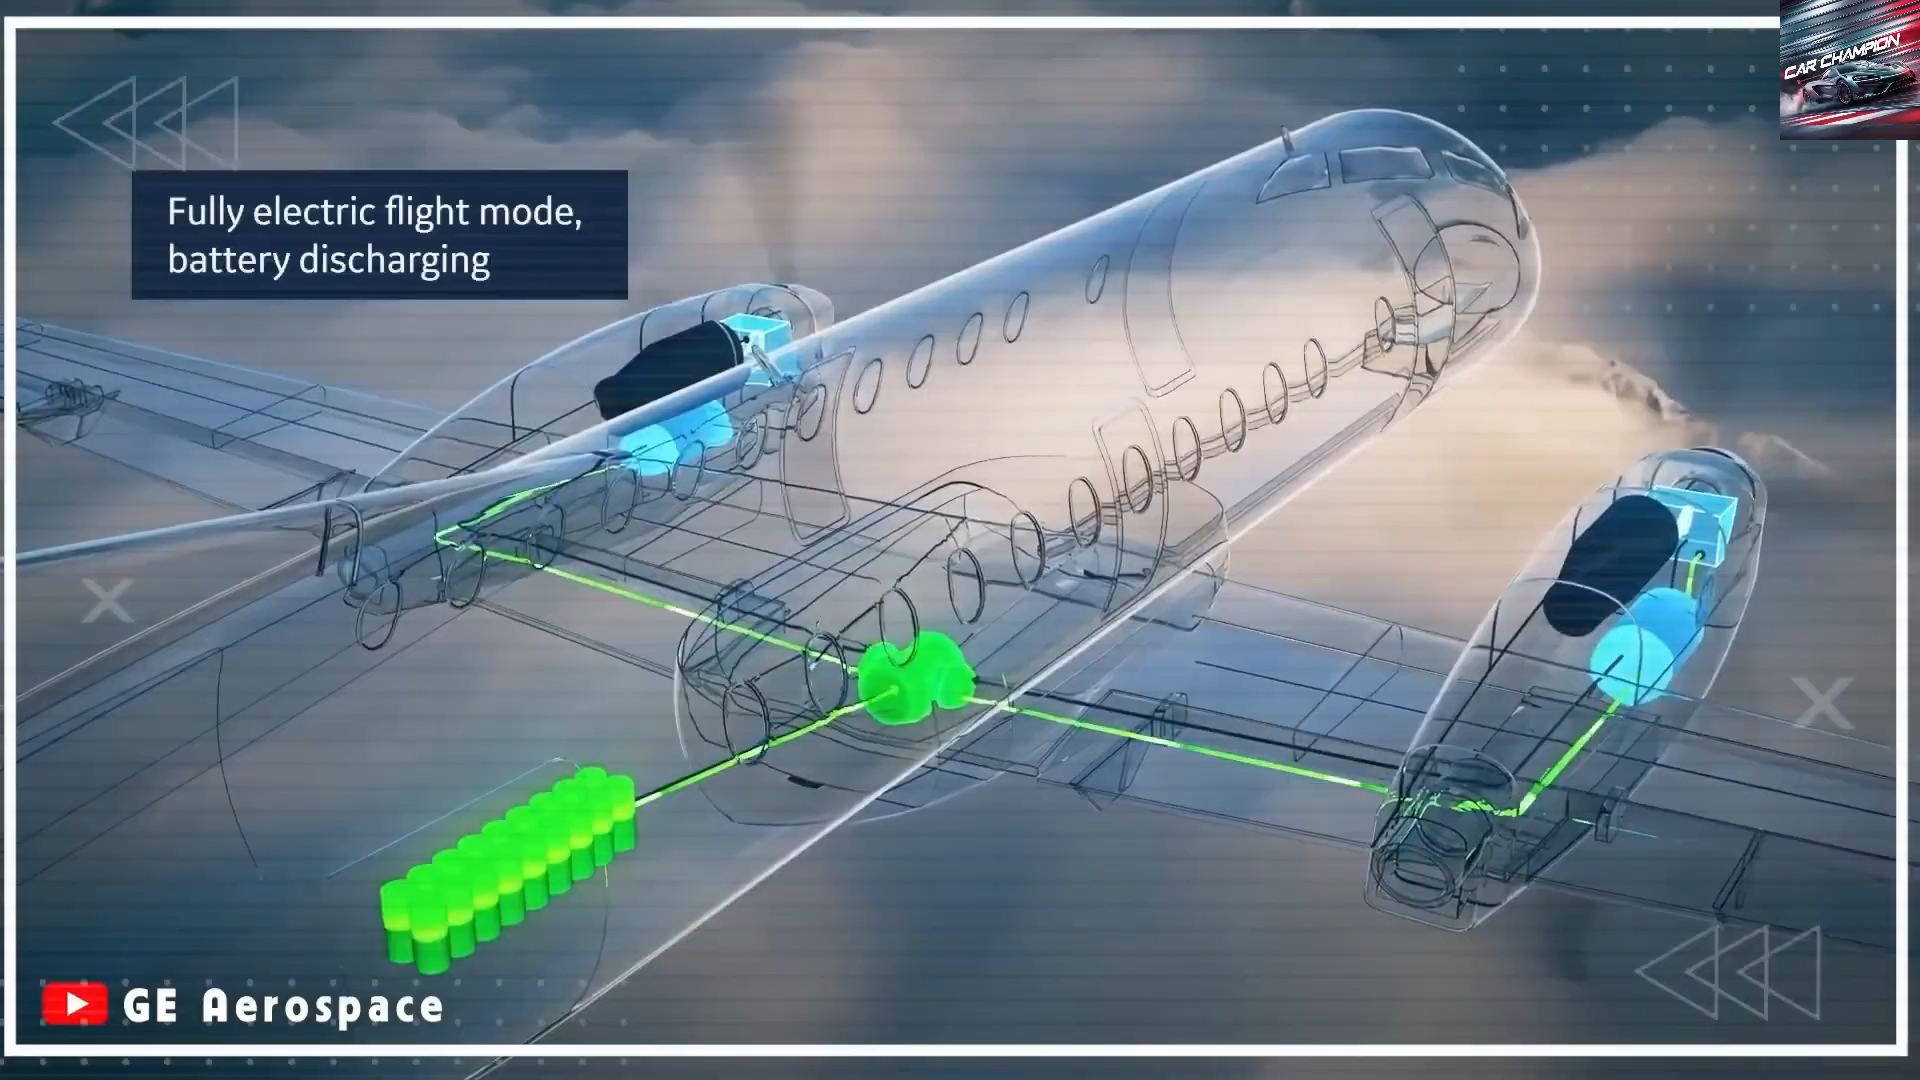 CAR CHAMPION
Fully electric flight mode,
battery discharging
GE Aerospace